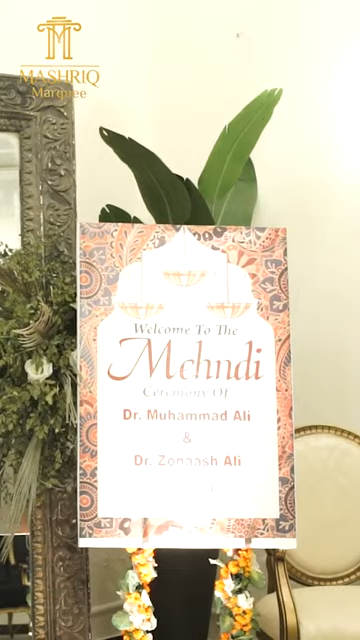 MASHRIQ
Marquee
Welcome To The
Mehndi
Ceremony Of
Dr. Muhammad Ali
&
Dr. Zonaash Ali